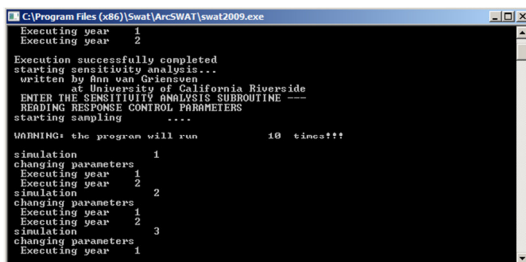 C:\Program Files (x86)\Swat\ArcSWAT\swat2009.exe
Executing year 1
Executing year 2
Execution successfully completed
starting sensitivity analysis...
written by Ann van Griensven
at University of California Riverside
ENTER THE SENSITIVITY ANALYSIS SUBROUTINE ---
READING RESPONSE CONTROL PARAMETERS
starting sampling ....
WARNING: the program will run 10 times!!!
simulation 1
changing parameters
Executing year 1
Executing year 2
simulation 2
changing parameters
Executing year 1
Executing year 2
simulation 3
changing parameters
Executing year 1